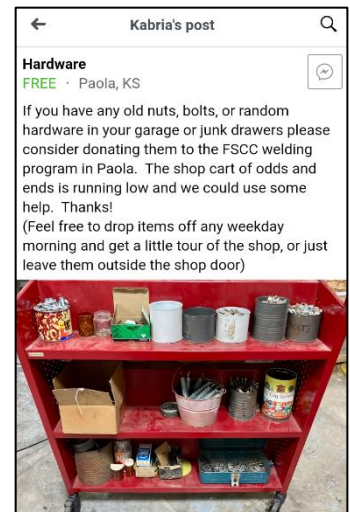 Kabria's post
Hardware
FREE · Paola, KS
If you have any old nuts, bolts, or random
hardware in your garage or junk drawers please
consider donating them to the FSCC welding
program in Paola.  The shop cart of odds and
ends is running low and we could use some
help.  Thanks!
(Feel free to drop items off any weekday
morning and get a little tour of the shop, or just
leave them outside the shop door)